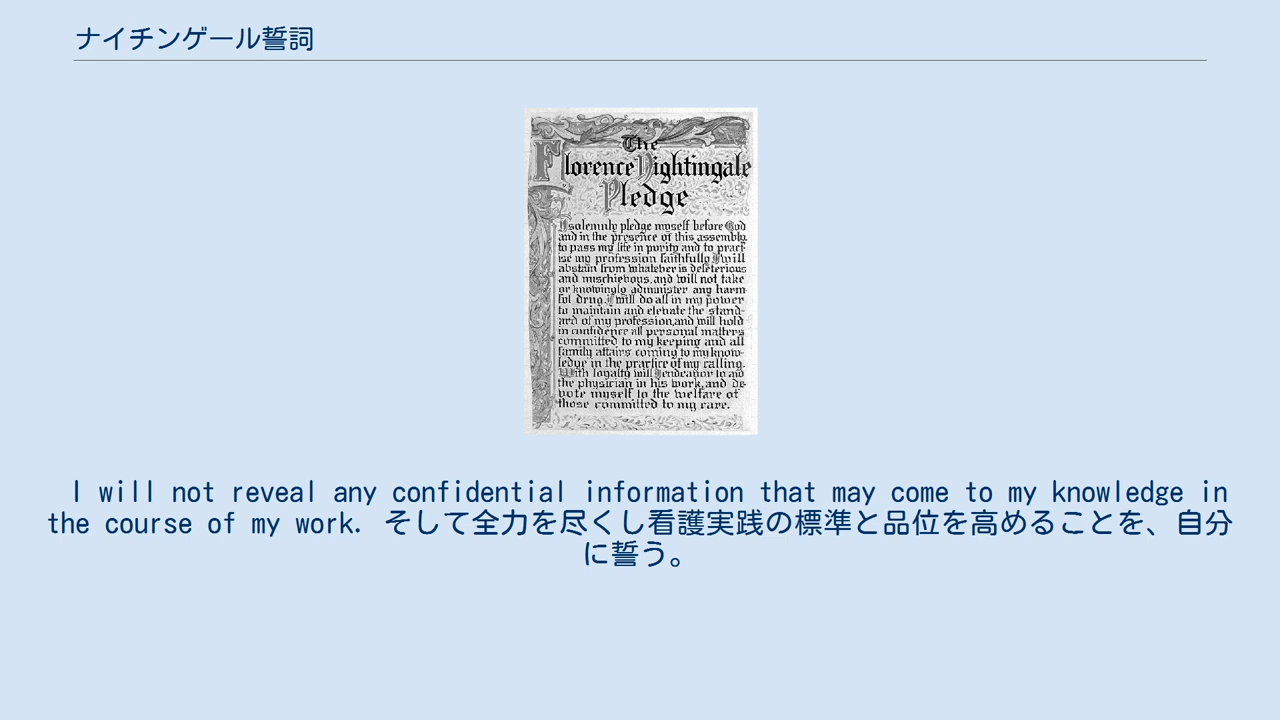 ナイチンゲール誓詞
The
Florence Nightingale
Pledge
I solemnly pledge myself before God
and in the presence of this assembly
to pass my life in purity and to pract-
ise my profession faithfully. I will
abstain from whatever is deleterious
and mischievous, and will not take
or knowingly administer any harm-
ful drug. I will do all in my power
to maintain and elevate the stand-
ard of my profession, and will hold
in confidence all personal matters
committed to my keeping and all
family affairs coming to my know-
ledge in the practice of my calling.
With loyalty will I endeavor to aid
the physician in his work, and de-
vote myself to the welfare of
those committed to my care.
I will not reveal any confidential information that may come to my knowledge in
the course of my work. そして全力を尽くし看護実践の標準と品位を高めることを、自分
に誓う。